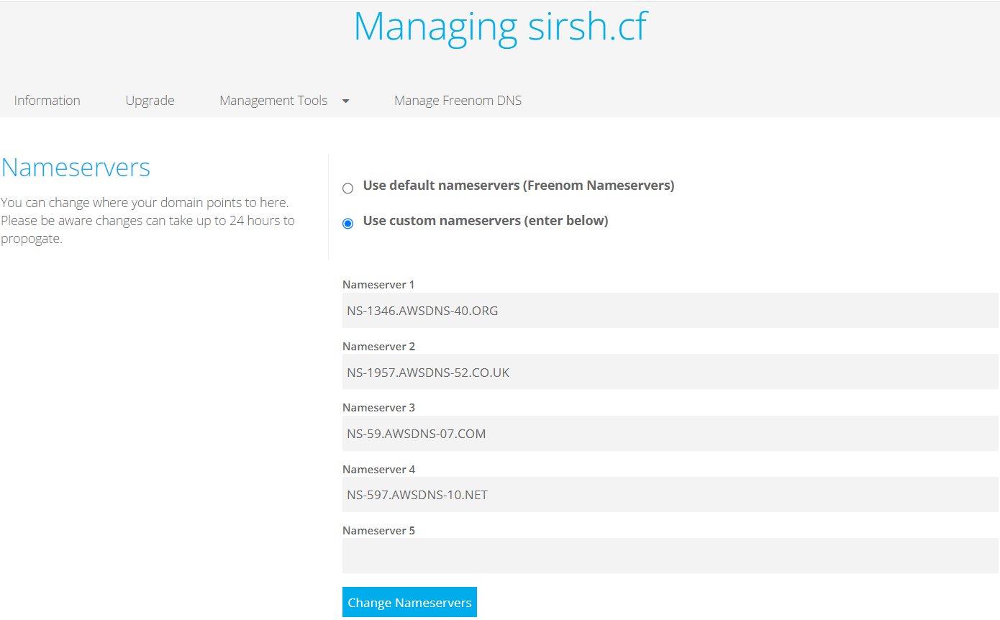 Managing sirsh.cf
Information
Upgrade
Management Tools
Manage Freenom DNS
Nameservers
You can change where your domain points to here.
Please be aware changes can take up to 24 hours to
propogate.
Use default nameservers (Freenom Nameservers)
Use custom nameservers (enter below)
Nameserver 1
NS-1346.AWSDNS-40.ORG
Nameserver 2
NS-1957.AWSDNS-52.CO.UK
Nameserver 3
NS-59.AWSDNS-07.COM
Nameserver 4
NS-597.AWSDNS-10.NET
Nameserver 5
Change Nameservers